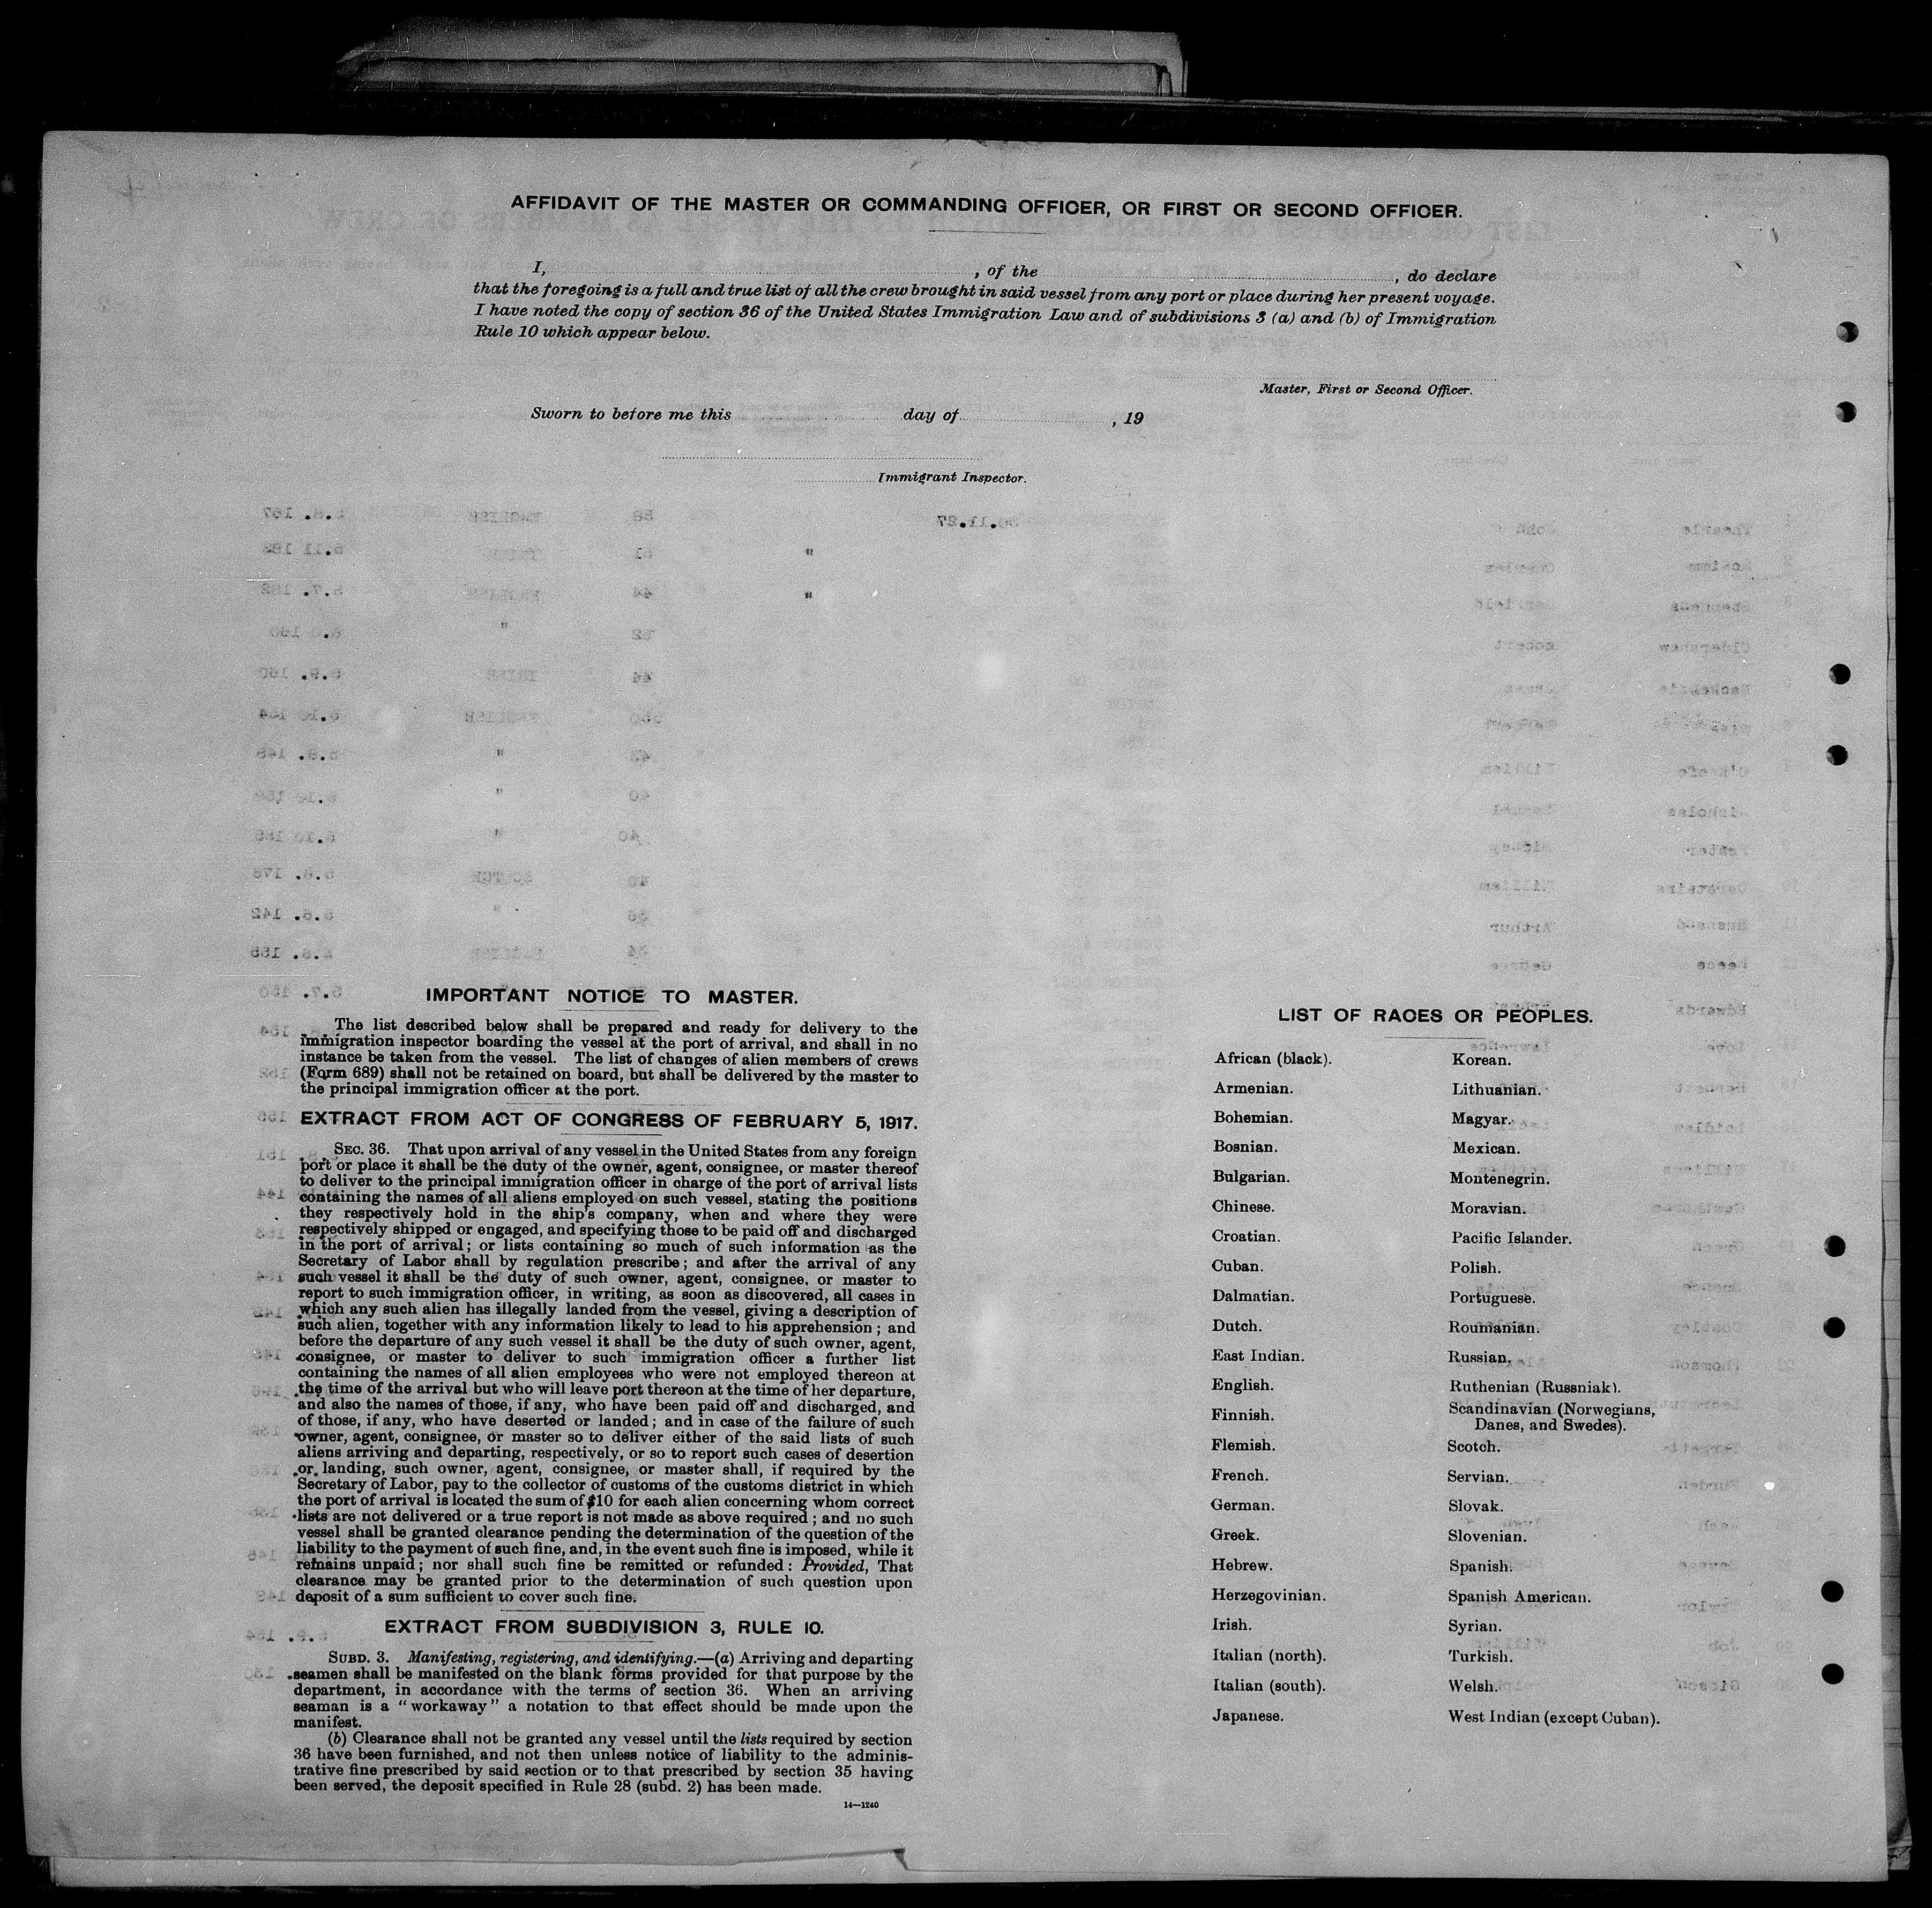 AFFIDAVIT OF THE MASTER OR COMMANDING OFFICER, OR FIRST OR SECOND OFFICER.
I, , of the , do declare
that the foregoing is a full and true list of all the crew brought in said vessel from any port or place during her present voyage.
I have noted the copy of section 36 of the United States Immigration Law and of subdivisions 3 (a) and (b) of Immigration
Rule 10 which appear below.
Master, First or Second Officer.
Sworn to before me this day of , 19
Immigrant Inspector.
IMPORTANT NOTICE TO MASTER.
The list described below shall be prepared and ready for delivery to the
immigration inspector boarding the vessel at the port of arrival, and shall in no
instance be taken from the vessel. The list of changes of alien members of crews
(Form 689) shall not be retained on board, but shall be delivered by the master to
the principal immigration officer at the port.
EXTRACT FROM ACT OF CONGRESS OF FEBRUARY 5, 1917.
SEC. 36. That upon arrival of any vessel in the United States from any foreign
port or place it shall be the duty of the owner, agent, consignee, or master thereof
to deliver to the principal immigration officer in charge of the port of arrival lists
containing the names of all aliens employed on such vessel, stating the positions
they respectively hold in the ship's company, when and where they were
respectively shipped or engaged, and specifying those to be paid off and discharged
in the port of arrival; or lists containing so much of such information as the
Secretary of Labor shall by regulation prescribe; and after the arrival of any
such vessel it shall be the duty of such owner, agent, consignee, or master to
report to such immigration officer, in writing, as soon as discovered, all cases in
which any such alien has illegally landed from the vessel, giving a description of
such alien, together with any information likely to lead to his apprehension; and
before the departure of any such vessel it shall be the duty of such owner, agent,
consignee, or master to deliver to such immigration officer a further list
containing the names of all alien employees who were not employed thereon at
the time of the arrival but who will leave port thereon at the time of her departure,
and also the names of those, if any, who have been paid off and discharged, and
of those, if any, who have deserted or landed; and in case of the failure of such
owner, agent, consignee, or master so to deliver either of the said lists of such
aliens arriving and departing, respectively, or so to report such cases of desertion
or landing, such owner, agent, consignee, or master shall, if required by the
Secretary of Labor, pay to the collector of customs of the customs district in which
the port of arrival is located the sum of $10 for each alien concerning whom correct
lists are not delivered or a true report is not made as above required; and no such
vessel shall be granted clearance pending the determination of the question of the
liability to the payment of such fine, and, in the event such fine is imposed, while it
remains unpaid; nor shall such fine be remitted or refunded: Provided, That
clearance may be granted prior to the determination of such question upon
deposit of a sum sufficient to cover such fine.
EXTRACT FROM SUBDIVISION 3, RULE 10.
SUBD. 3. Manifesting, registering, and identifying.—(a) Arriving and departing
seamen shall be manifested on the blank forms provided for that purpose by the
department, in accordance with the terms of section 36. When an arriving
seaman is a "workaway" a notation to that effect should be made upon the
manifest.
(b) Clearance shall not be granted any vessel until the lists required by section
36 have been furnished, and not then unless notice of liability to the adminis-
trative fine prescribed by said section or to that prescribed by section 35 having
been served, the deposit specified in Rule 28 (subd. 2) has been made.
14—1240
LIST OF RACES OR PEOPLES.
African (black).
Armenian.
Bohemian.
Bosnian.
Bulgarian.
Chinese.
Croatian.
Cuban.
Dalmatian.
Dutch.
East Indian.
English.
Finnish.
Flemish.
French.
German.
Greek.
Hebrew.
Herzegovinian.
Irish.
Italian (north).
Italian (south).
Japanese.
Korean.
Lithuanian.
Magyar.
Mexican.
Montenegrin.
Moravian.
Pacific Islander.
Polish.
Portuguese.
Roumanian.
Russian.
Ruthenian (Russniak).
Scandinavian (Norwegians,
Danes, and Swedes).
Scotch.
Servian.
Slovak.
Slovenian.
Spanish.
Spanish American.
Syrian.
Turkish.
Welsh.
West Indian (except Cuban).